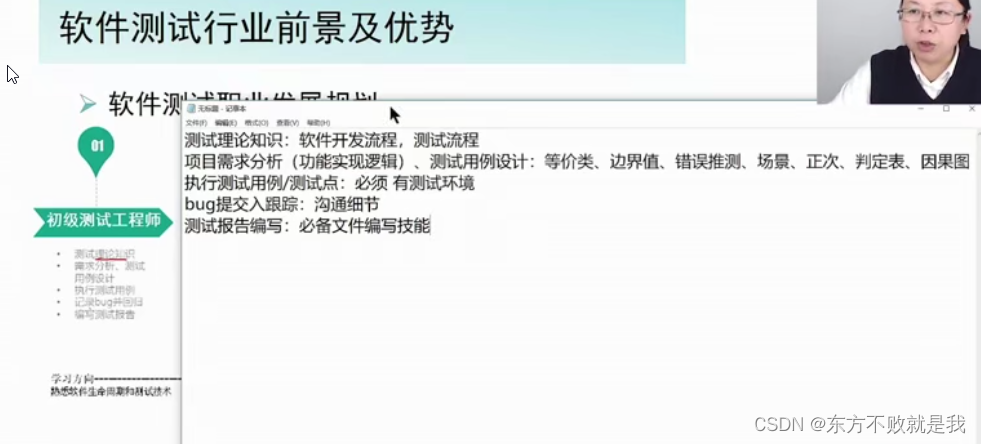 软件测试行业前景及优势
软件测试职业发展规划
无标题 - 记事本
文件(F) 编辑(E) 格式(O) 查看(V) 帮助(H)
测试理论知识：软件开发流程，测试流程
项目需求分析（功能实现逻辑）、测试用例设计：等价类、边界值、错误推测、场景、正次、判定表、因果图
执行测试用例/测试点：必须 有测试环境
bug提交入跟踪：沟通细节
测试报告编写：必备文件编写技能
01
初级测试工程师
测试理论知识
需求分析、测试
用例设计
执行测试用例
记录bug并回归
编写测试报告
学习方向
熟悉软件生命周期和测试技术
CSDN @东方不败就是我